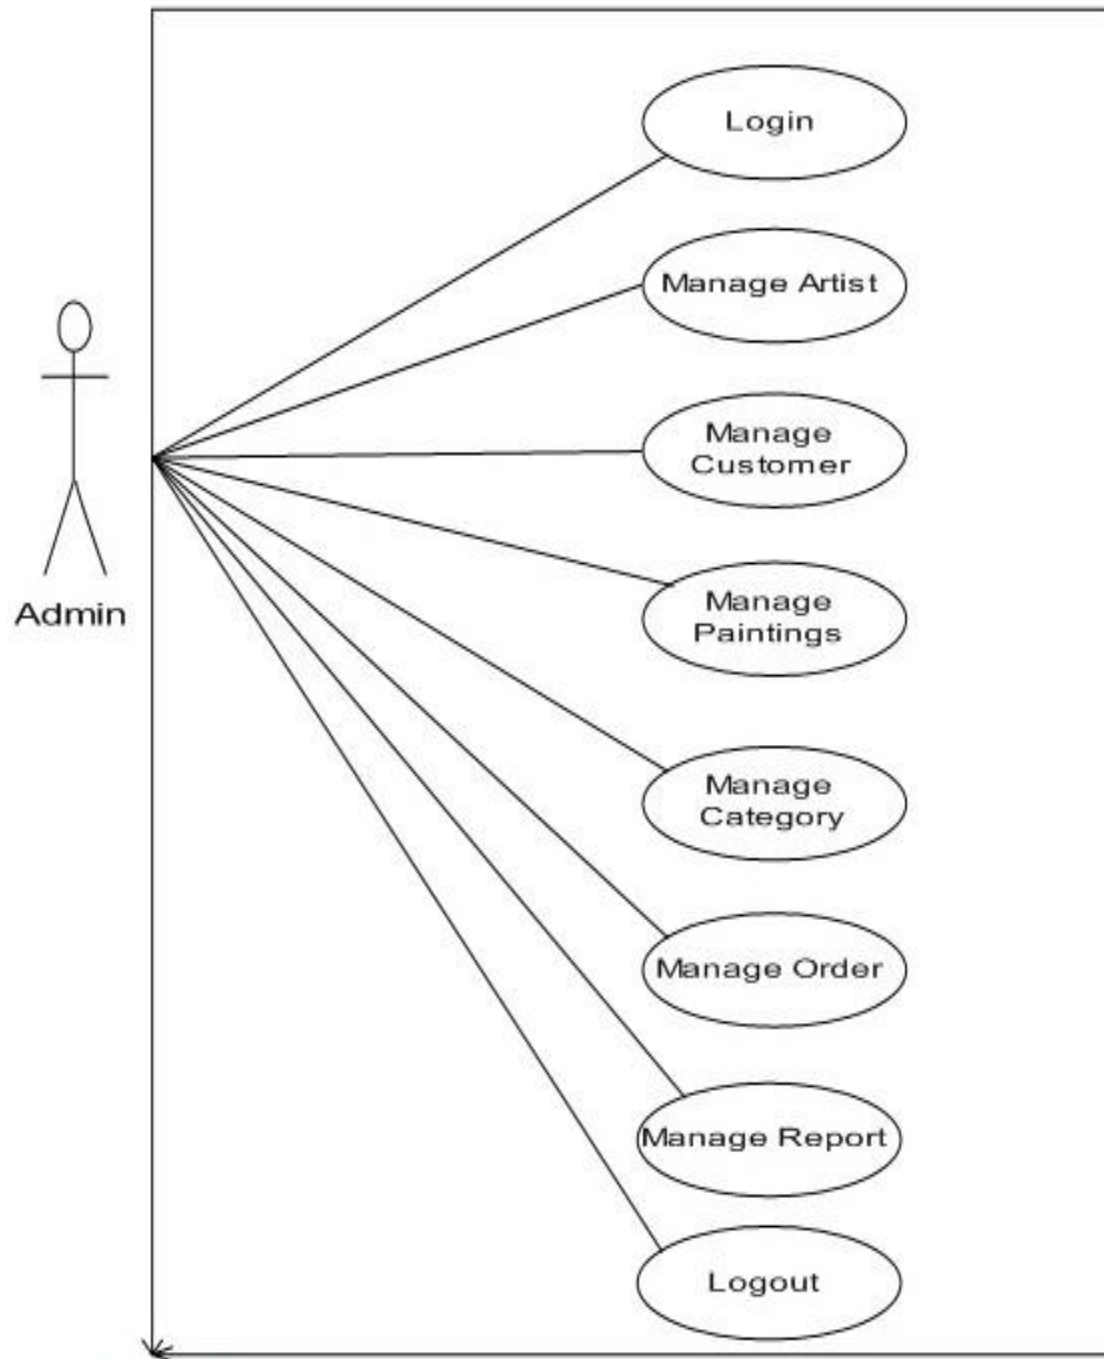 Login
Manage Artist
Manage
Customer
Admin
Manage
Paintings
Manage
Category
Manage Order
Manage Report
Logout